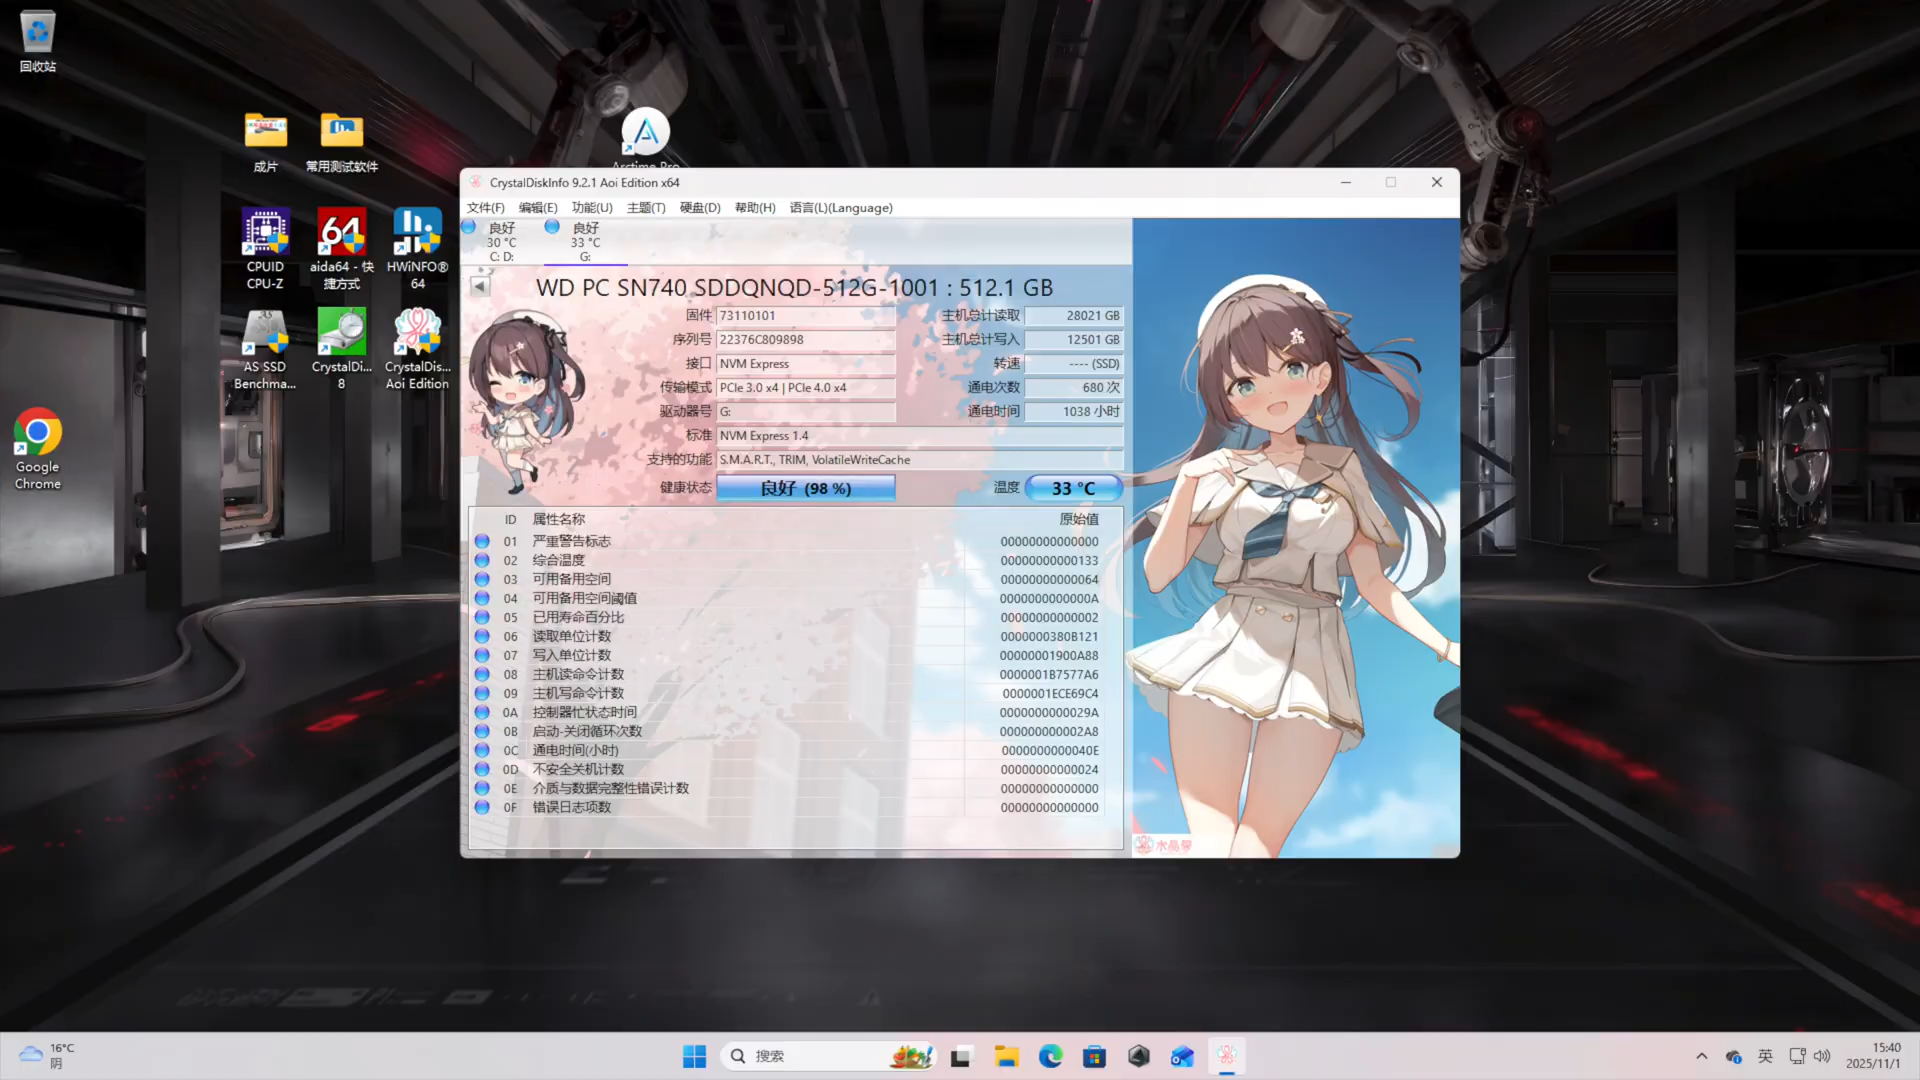 回收站
成片
常用测试软件
Arctime Pro
CPUID
CPU-Z
aida64 - 快
捷方式
HWiNFO®
64
AS SSD
Benchma...
CrystalDi...
8
CrystalDis...
Aoi Edition
Google
Chrome
CrystalDiskInfo 9.2.1 Aoi Edition x64
文件(F) 编辑(E) 功能(U) 主题(T) 硬盘(D) 帮助(H) 语言(L)(Language)
良好
30 °C
C: D:
良好
33 °C
G:
WD PC SN740 SDDQNQD-512G-1001 : 512.1 GB
固件 73110101 主机总计读取 28021 GB
序列号 22376C809898 主机总计写入 12501 GB
接口 NVM Express 转速 ---- (SSD)
传输模式 PCIe 3.0 x4 | PCIe 4.0 x4 通电次数 680 次
驱动器号 G: 通电时间 1038 小时
标准 NVM Express 1.4
支持的功能 S.M.A.R.T., TRIM, VolatileWriteCache
健康状态 良好 (98 %) 温度 33 °C
ID 属性名称 原始值
01 严重警告标志 00000000000000
02 综合温度 00000000000133
03 可用备用空间 00000000000064
04 可用备用空间阈值 0000000000000A
05 已用寿命百分比 00000000000002
06 读取单位计数 0000000380B121
07 写入单位计数 00000001900A88
08 主机读命令计数 0000001B7577A6
09 主机写命令计数 0000001ECE69C4
0A 控制器忙状态时间 0000000000029A
0B 启动-关闭循环次数 000000000002A8
0C 通电时间(小时) 0000000000040E
0D 不安全关机计数 00000000000024
0E 介质与数据完整性错误计数 00000000000000
0F 错误日志项数 00000000000000
水晶雫
16°C
阴
搜索
英
15:40
2025/11/1